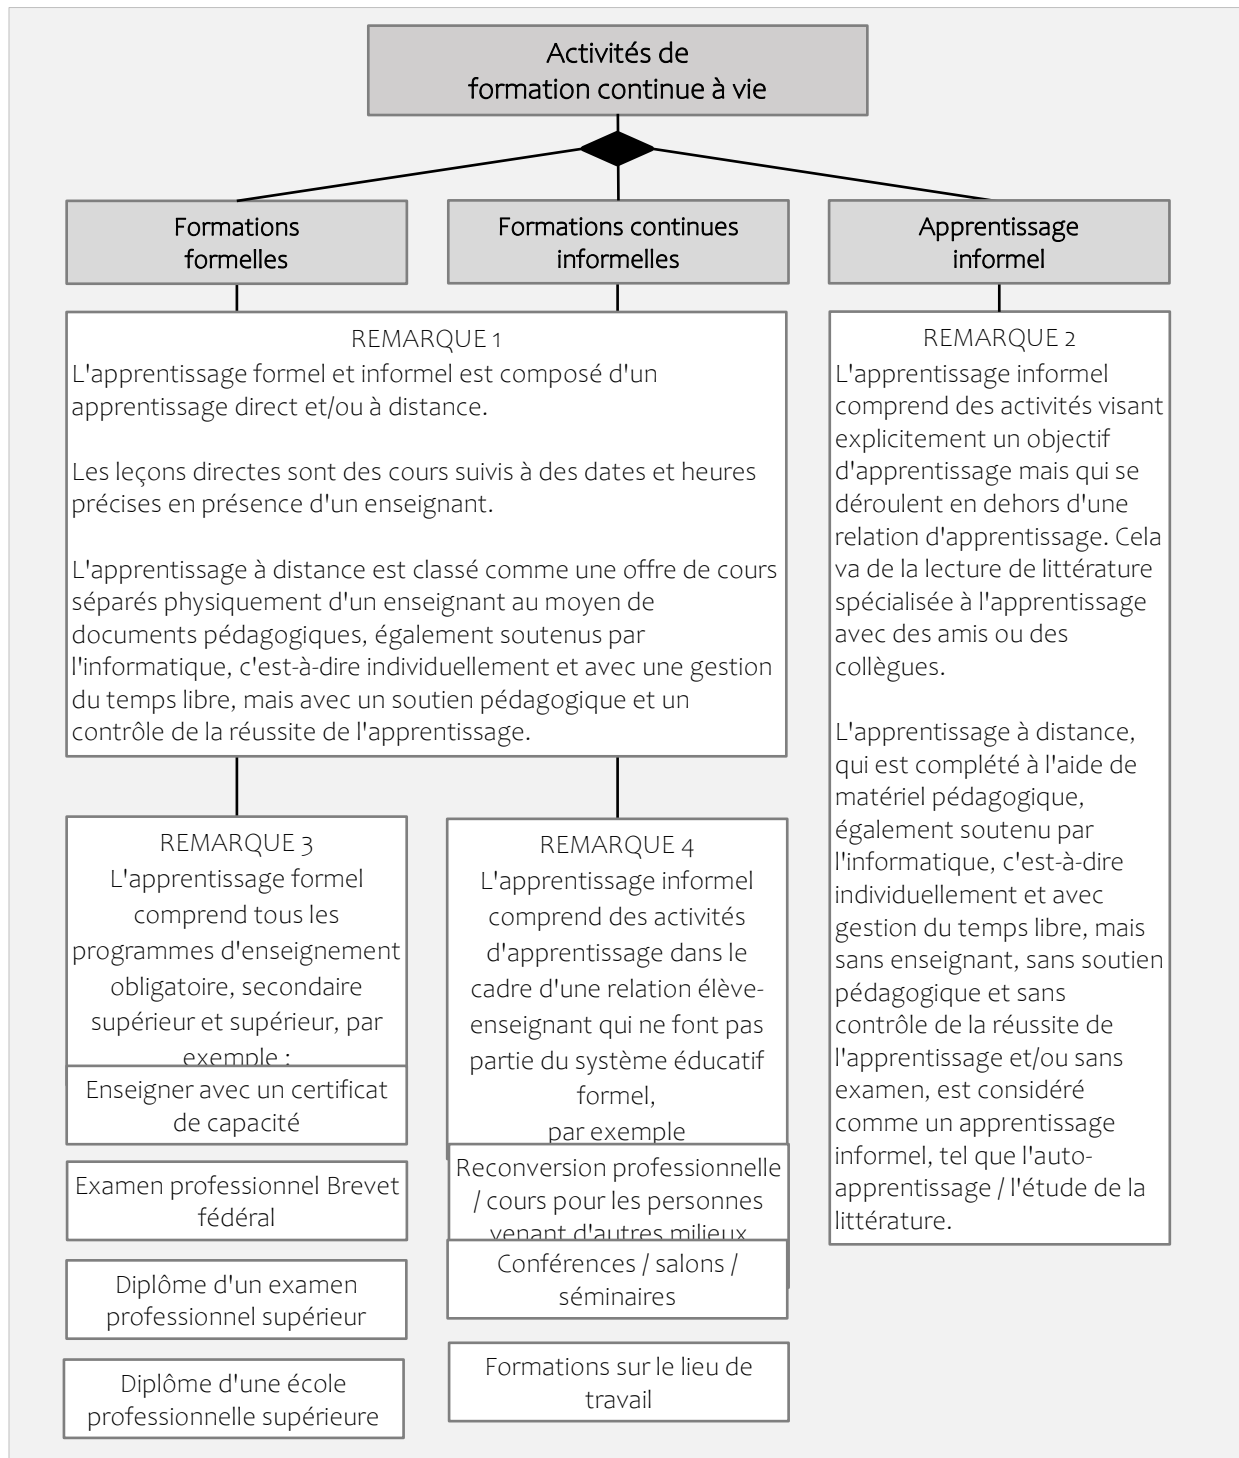 Activités de
formation continue à vie
Formations
formelles
Formations continues
informelles
Apprentissage
informel
REMARQUE 1
L'apprentissage formel et informel est composé d'un
apprentissage direct et/ou à distance.
Les leçons directes sont des cours suivis à des dates et heures
précises en présence d'un enseignant.
L'apprentissage à distance est classé comme une offre de cours
séparés physiquement d'un enseignant au moyen de
documents pédagogiques, également soutenus par
l'informatique, c'est-à-dire individuellement et avec une gestion
du temps libre, mais avec un soutien pédagogique et un
contrôle de la réussite de l'apprentissage.
REMARQUE 2
L'apprentissage informel
comprend des activités visant
explicitement un objectif
d'apprentissage mais qui se
déroulent en dehors d'une
relation d'apprentissage. Cela
va de la lecture de littérature
spécialisée à l'apprentissage
avec des amis ou des
collègues.
L'apprentissage à distance,
qui est complété à l'aide de
matériel pédagogique,
également soutenu par
l'informatique, c'est-à-dire
individuellement et avec
gestion du temps libre, mais
sans enseignant, sans soutien
pédagogique et sans
contrôle de la réussite de
l'apprentissage et/ou sans
examen, est considéré
comme un apprentissage
informel, tel que l'auto-
apprentissage / l'étude de la
littérature.
REMARQUE 3
L'apprentissage formel
comprend tous les
programmes d'enseignement
obligatoire, secondaire
supérieur et supérieur, par
exemple :
Enseigner avec un certificat
de capacité
Examen professionnel Brevet
fédéral
Diplôme d'un examen
professionnel supérieur
Diplôme d'une école
professionnelle supérieure
REMARQUE 4
L'apprentissage informel
comprend des activités
d'apprentissage dans le
cadre d'une relation élève-
enseignant qui ne font pas
partie du système éducatif
formel,
par exemple
Reconversion professionnelle
/ cours pour les personnes
venant d'autres milieux
Conférences / salons /
séminaires
Formations sur le lieu de
travail